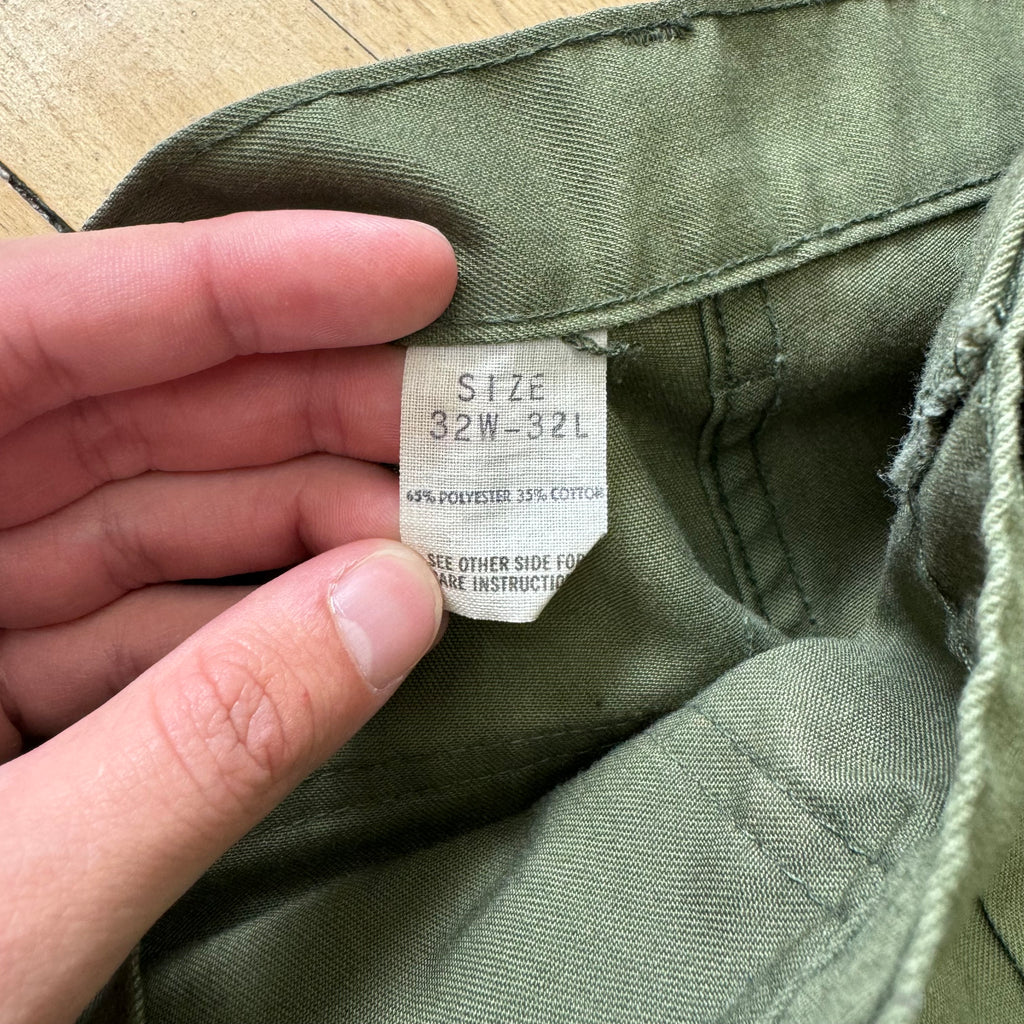 SIZE
32W-32L
65% POLYESTER 35% COTTON
SEE OTHER SIDE FOR
CARE INSTRUCTION